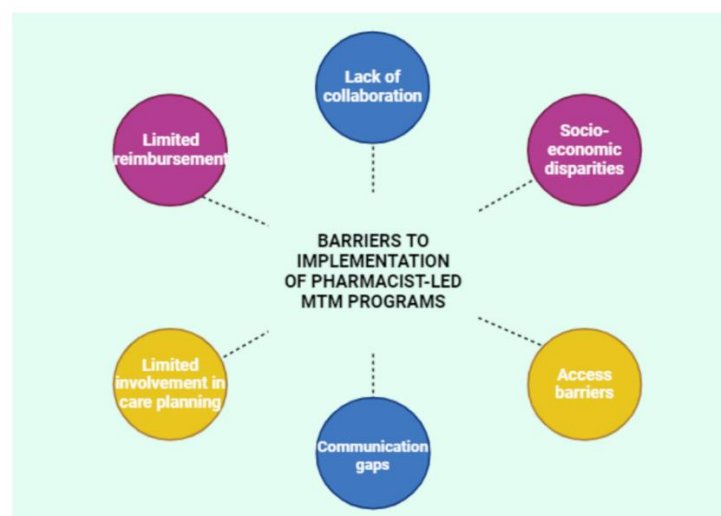 Lack of
collaboration
Limited
reimbursement
Socio-
economic
disparities
BARRIERS TO
IMPLEMENTATION
OF PHARMACIST-LED
MTM PROGRAMS
Limited
involvement in
care planning
Access
barriers
Communication
gaps